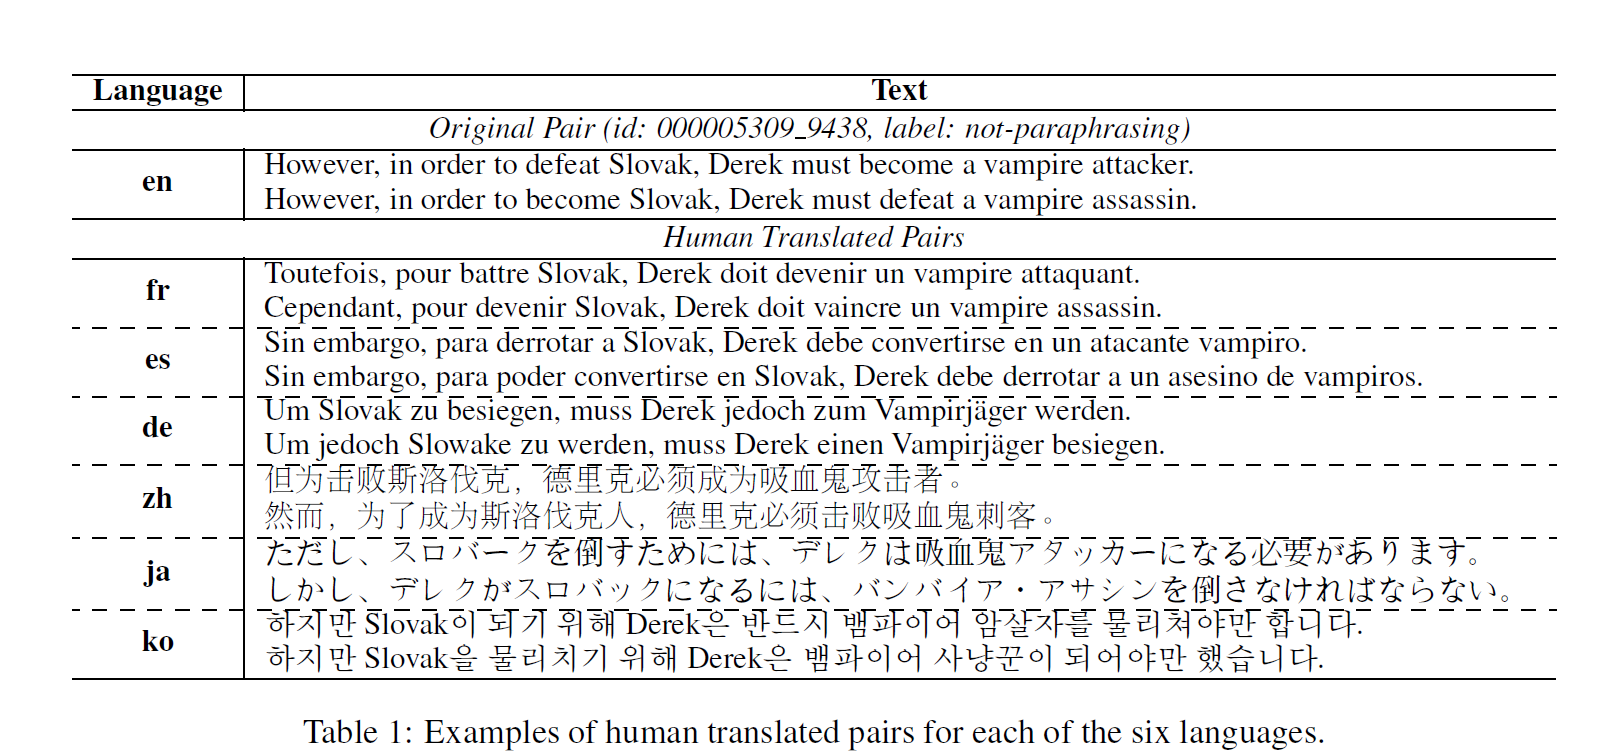 Language Text
Original Pair (id: 000005309_9438, label: not-paraphrasing)
en
However, in order to defeat Slovak, Derek must become a vampire attacker.
However, in order to become Slovak, Derek must defeat a vampire assassin.
Human Translated Pairs
fr
Toutefois, pour battre Slovak, Derek doit devenir un vampire attaquant.
Cependant, pour devenir Slovak, Derek doit vaincre un vampire assassin.
es
Sin embargo, para derrotar a Slovak, Derek debe convertirse en un atacante vampiro.
Sin embargo, para poder convertirse en Slovak, Derek debe derrotar a un asesino de vampiros.
de
Um Slovak zu besiegen, muss Derek jedoch zum Vampirjäger werden.
Um jedoch Slowake zu werden, muss Derek einen Vampirjäger besiegen.
zh
但为击败斯洛伐克，德里克必须成为吸血鬼攻击者。
然而，为了成为斯洛伐克人，德里克必须击败吸血鬼刺客。
ja
ただし、スロバークを倒すためには、デレクは吸血鬼アタッカーになる必要があります。
しかし、デレクがスロバックになるには、バンバイア・アサシンを倒さなければならない。
ko
하지만 Slovak이 되기 위해 Derek은 반드시 뱀파이어 암살자를 물리쳐야만 합니다.
하지만 Slovak을 물리치기 위해 Derek은 뱀파이어 사냥꾼이 되어야만 했습니다.
Table 1: Examples of human translated pairs for each of the six languages.